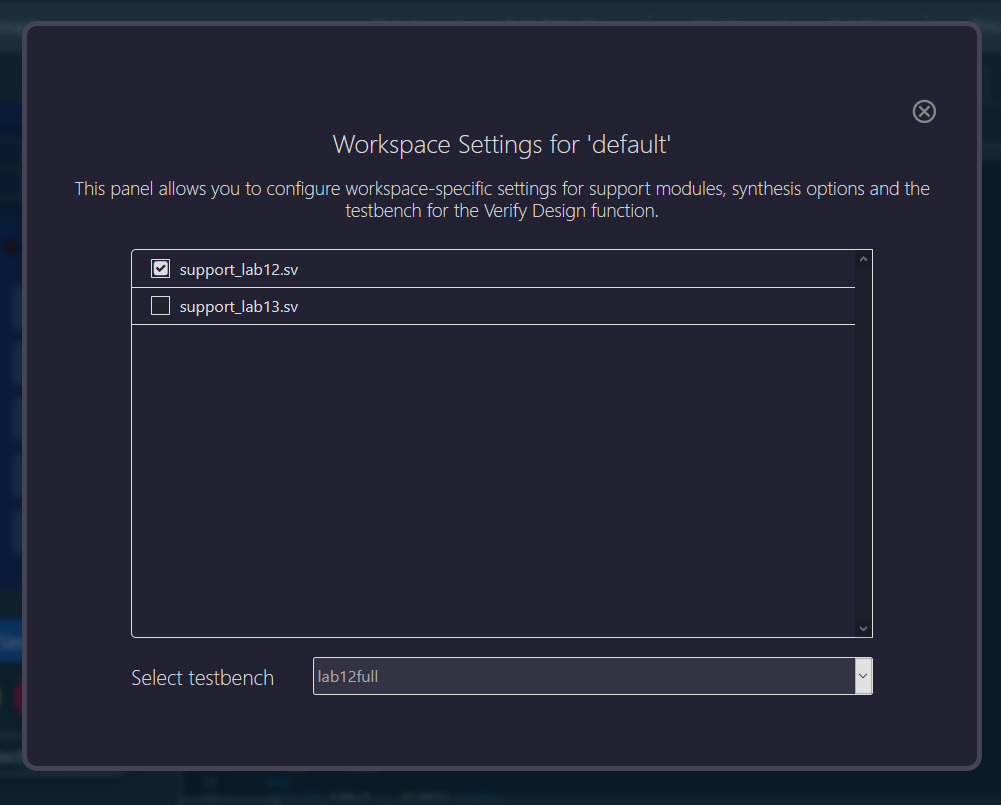 Workspace Settings for 'default'
This panel allows you to configure workspace-specific settings for support modules, synthesis options and the
testbench for the Verify Design function.
support_lab12.sv
support_lab13.sv
Select testbench
lab12full